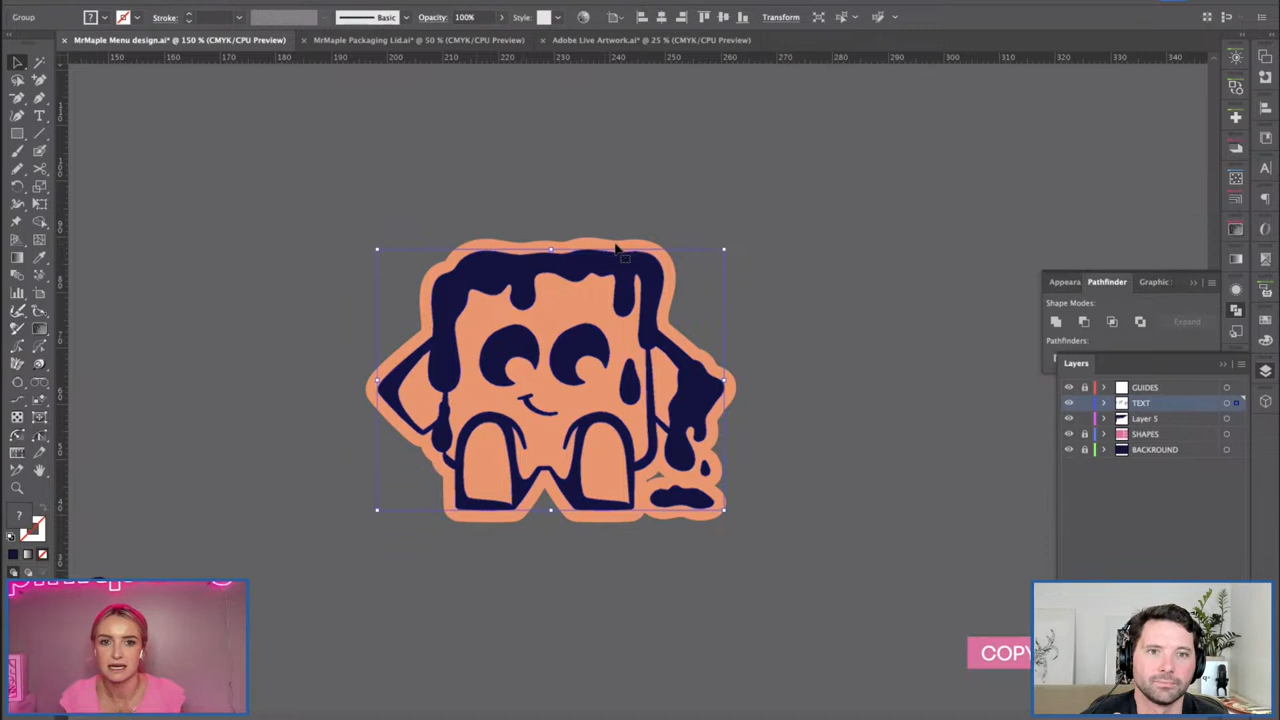 Group
Stroke:
Basic
Opacity: 100%
Style:
Transform
MrMaple Menu design.ai* @ 150 % (CMYK/CPU Preview)
MrMaple Packaging Lid.ai* @ 50 % (CMYK/CPU Preview)
Adobe Live Artwork.ai* @ 25 % (CMYK/CPU Preview)
150 160 170 180 190 200 210 220 230 240 250 260 270 280 290 300 310 320 330 340
Appeara
Pathfinder
Graphic
Shape Modes:
Expand
Pathfinders:
Layers
GUIDES
TEXT
Layer 5
SHAPES
BACKROUND
COPY